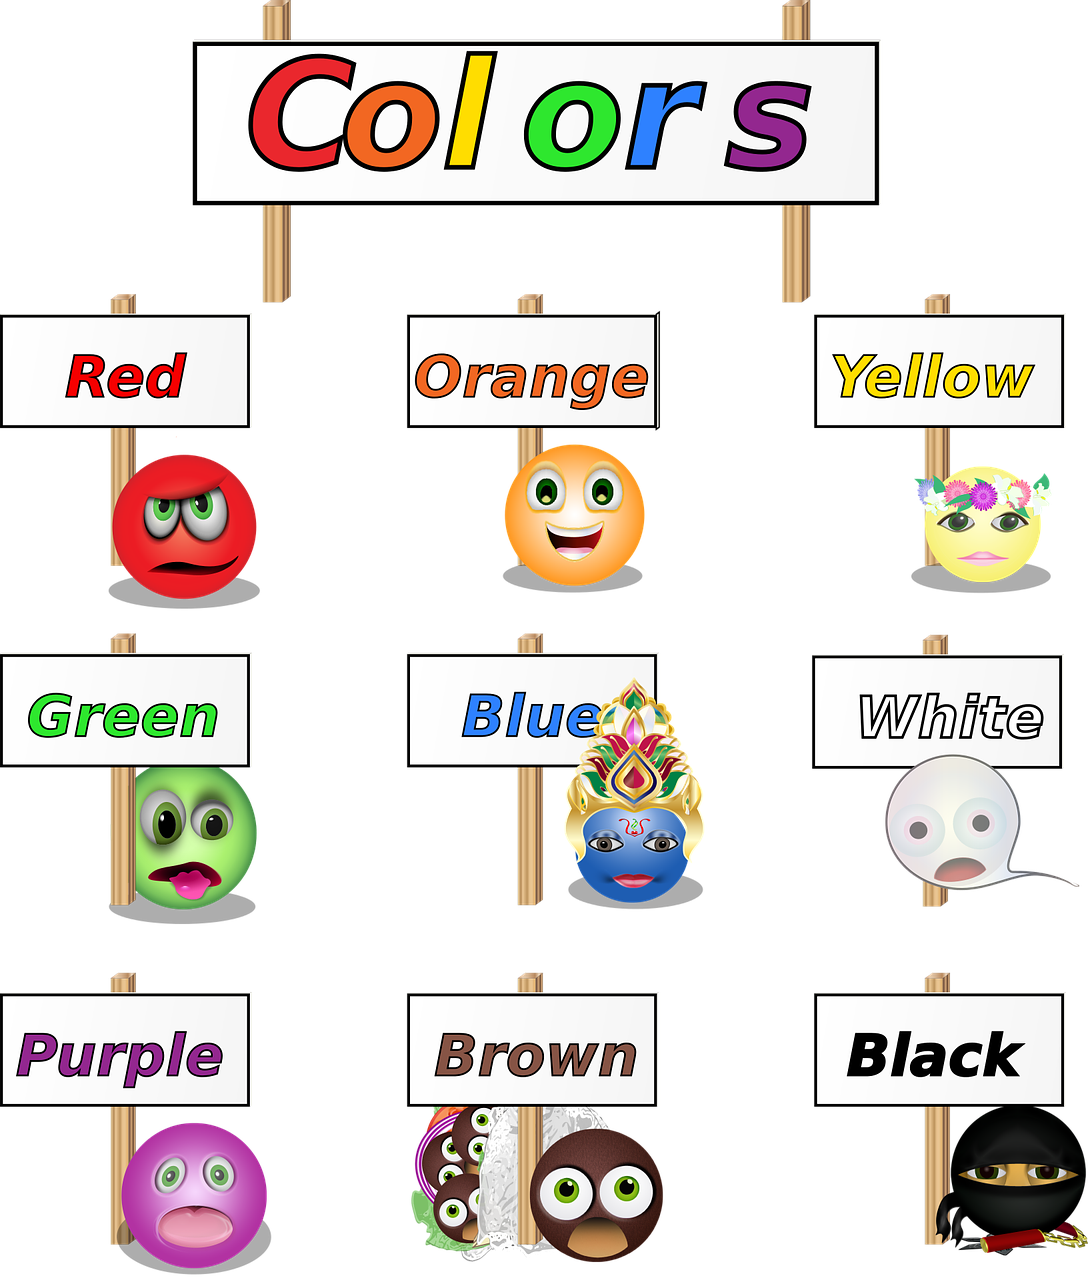 Colors
Red
Orange
Yellow
Green
Blue
White
Purple
Brown
Black